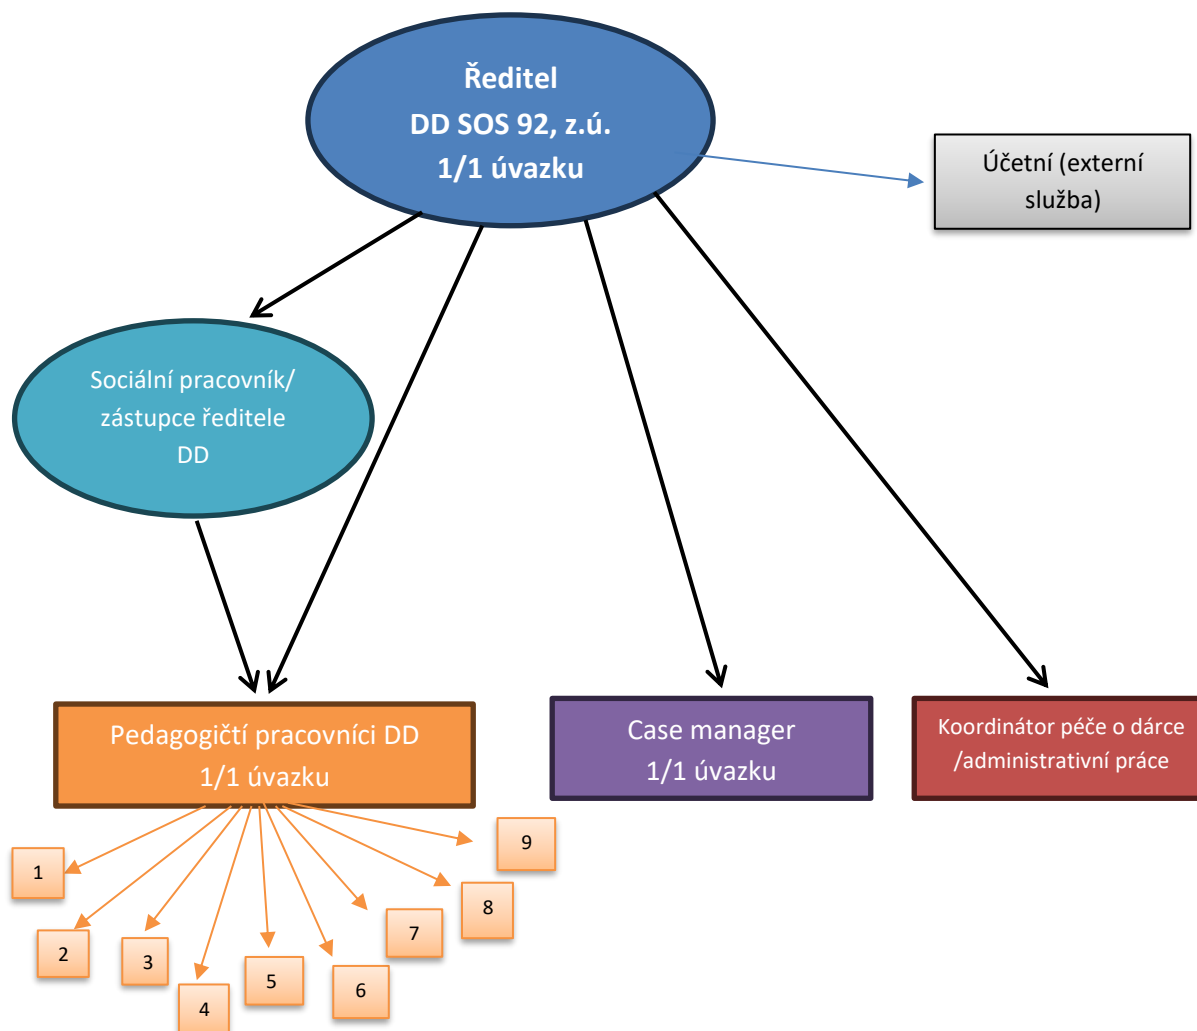 Ředitel
DD SOS 92, z.ú.
1/1 úvazku
Účetní (externí
služba)
Sociální pracovník/
zástupce ředitele
DD
Pedagogičtí pracovníci DD
1/1 úvazku
Case manager
1/1 úvazku
Koordinátor péče o dárce
/administrativní práce
1
2
3
4
5
6
7
8
9